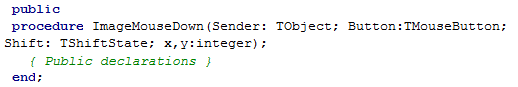 public
procedure ImageMouseDown(Sender: TObject; Button:TMouseButton;
Shift: TShiftState; x,y:integer);
{ Public declarations }
end;